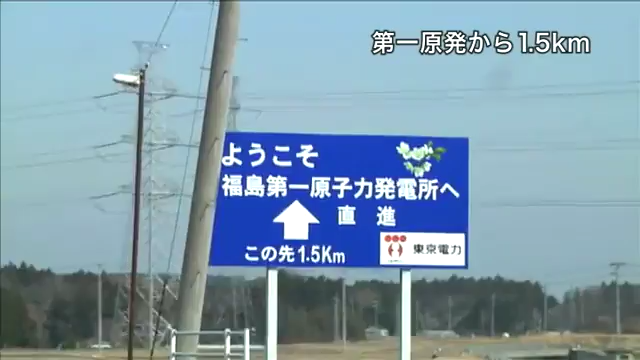 第一原発から1.5km
ようこそ
福島第一原子力発電所へ
直進
この先1.5Km
東京電力